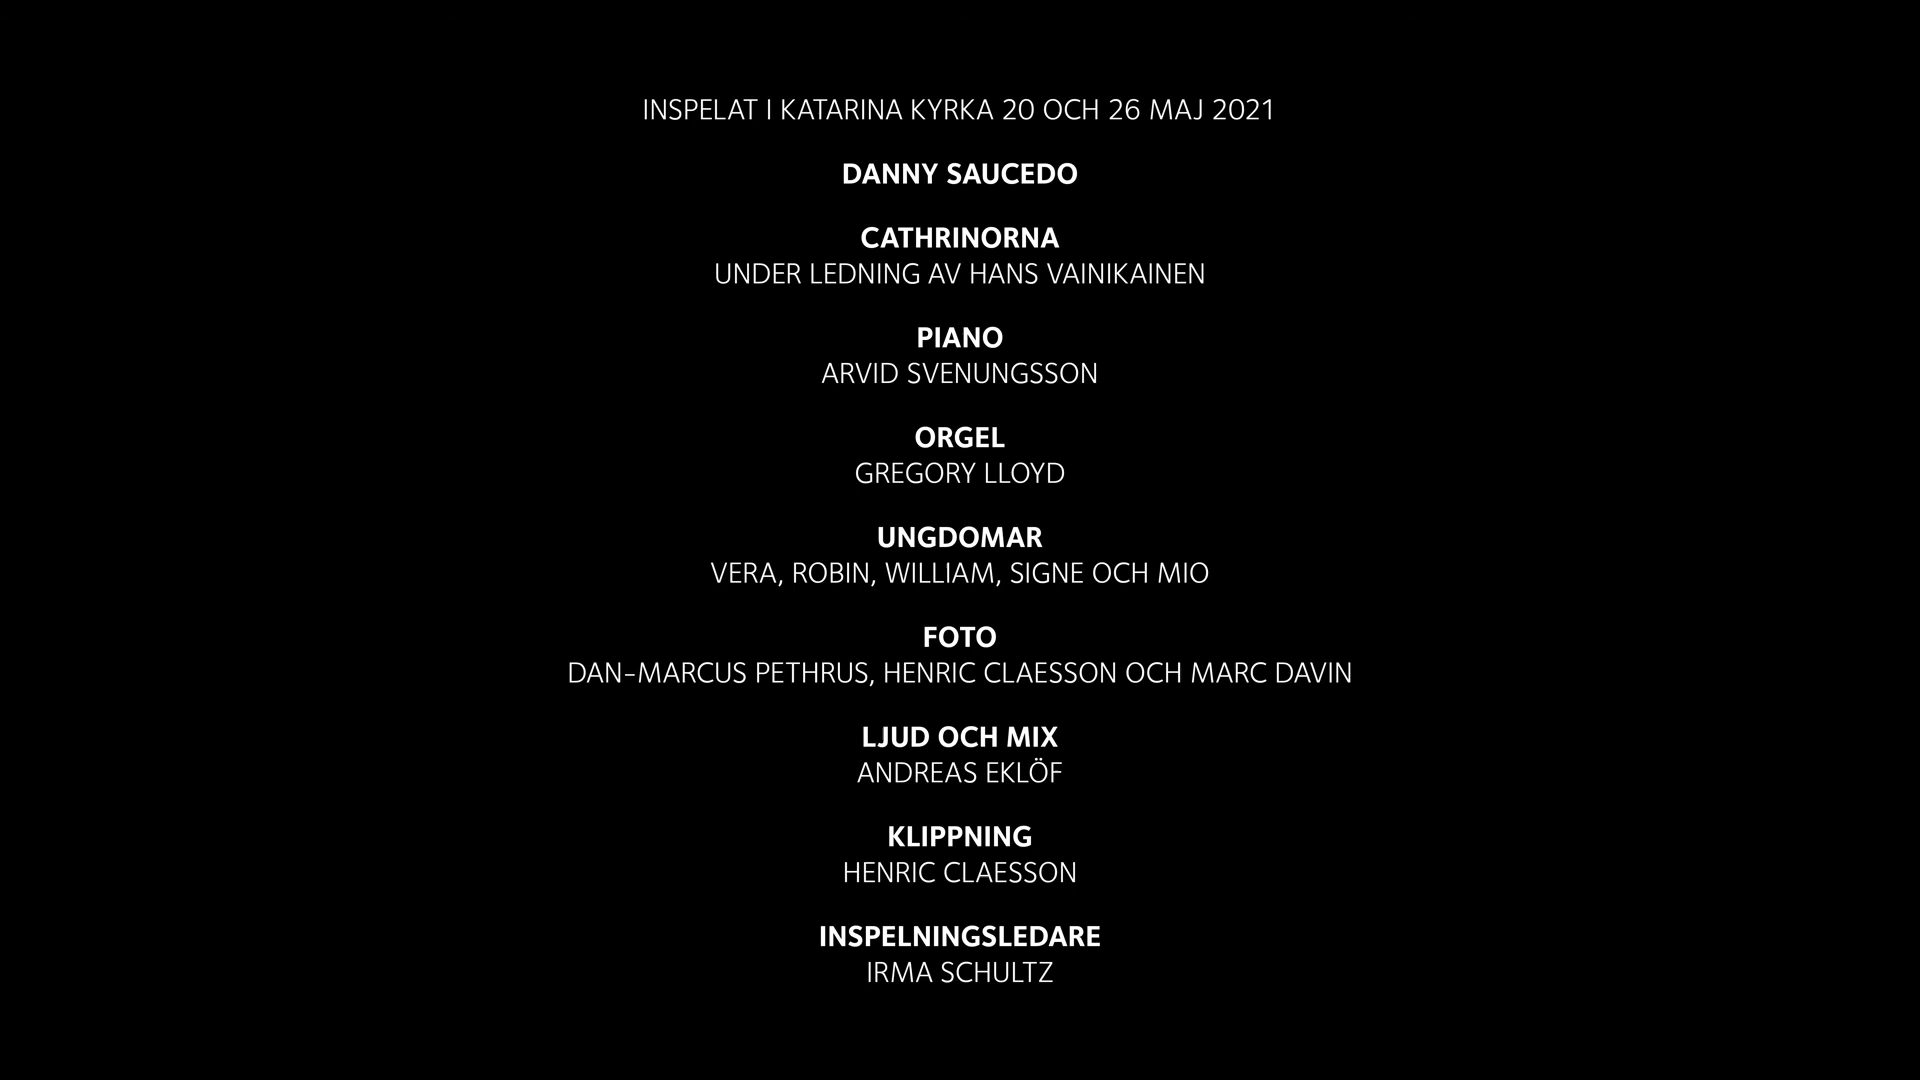 INSPELAT I KATARINA KYRKA 20 OCH 26 MAJ 2021
DANNY SAUCEDO
CATHRINORNA
UNDER LEDNING AV HANS VAINIKAINEN
PIANO
ARVID SVENUNGSSON
ORGEL
GREGORY LLOYD
UNGDOMAR
VERA, ROBIN, WILLIAM, SIGNE OCH MIO
FOTO
DAN-MARCUS PETHRUS, HENRIC CLAESSON OCH MARC DAVIN
LJUD OCH MIX
ANDREAS EKLÖF
KLIPPNING
HENRIC CLAESSON
INSPELNINGSLEDARE
IRMA SCHULTZ